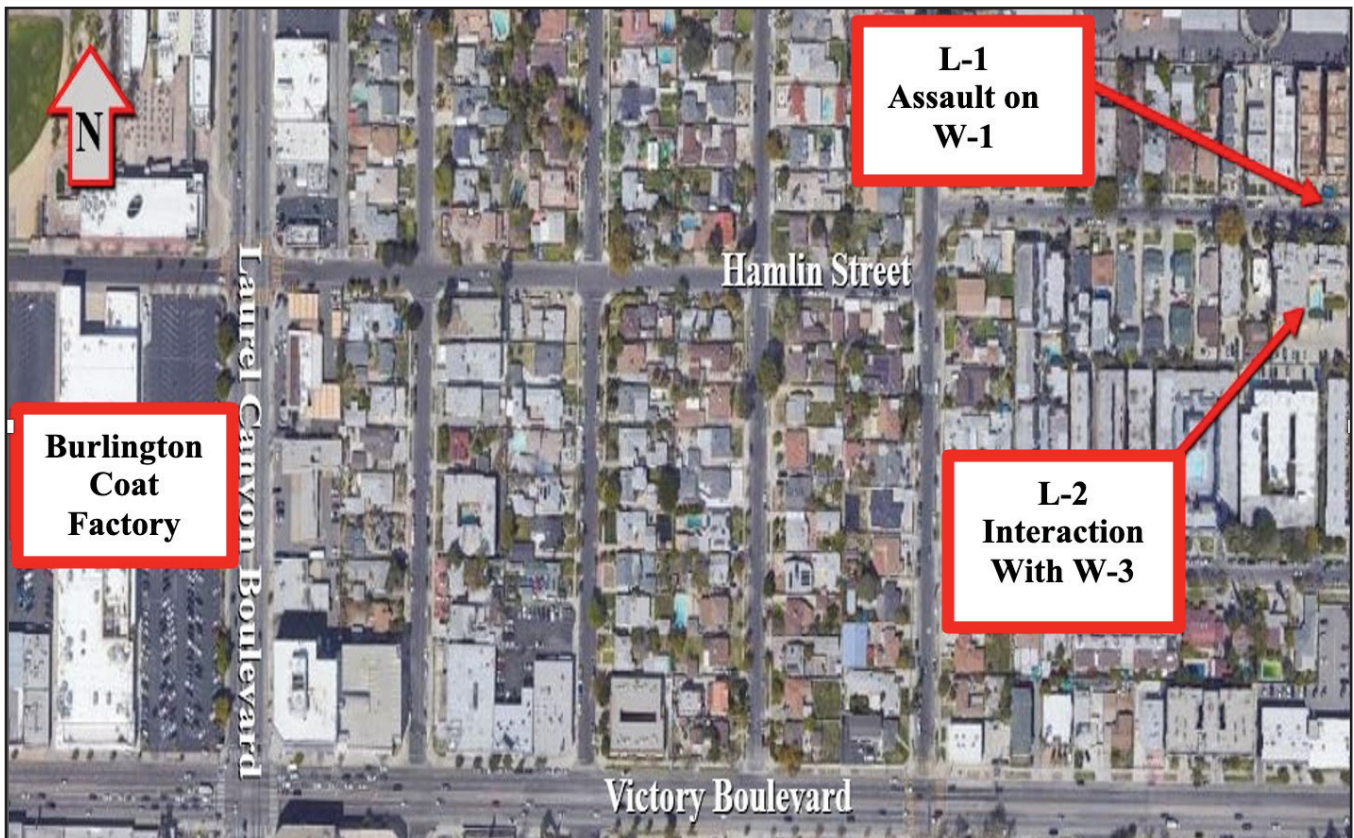 N
L-1
Assault on
W-1
Hamlin Street
Laurel Canyon Boulevard
Burlington
Coat
Factory
L-2
Interaction
With W-3
Victory Boulevard